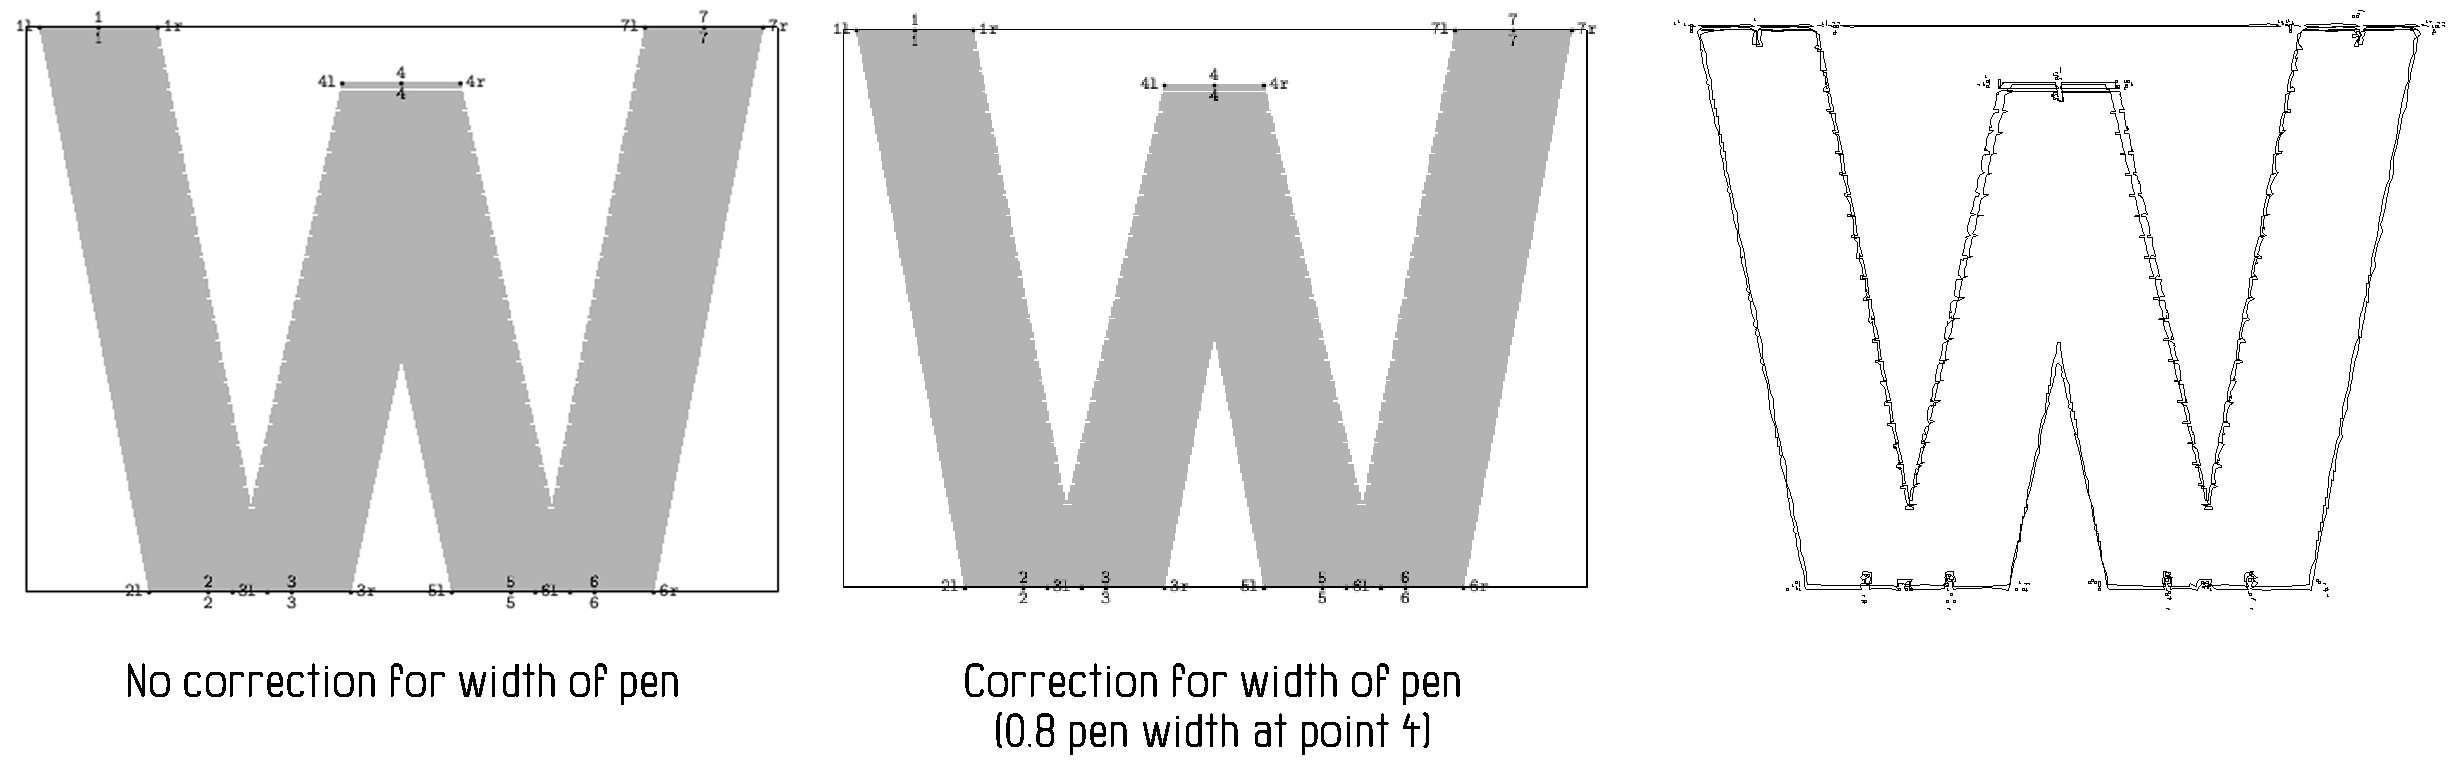 1l 1 1r 7l 7 7r
1 7
4l 4 4r
4
2l 2 3l 3 3r 5l 5 6l 6 6r
2 3 5 6
1l 1 1r 7l 7 7r
1 7
4l 4 4r
4
2l 2 3l 3 3r 5l 5 6l 6 6r
2 3 5 6
No correction for width of pen
Correction for width of pen
(0.8 pen width at point 4)